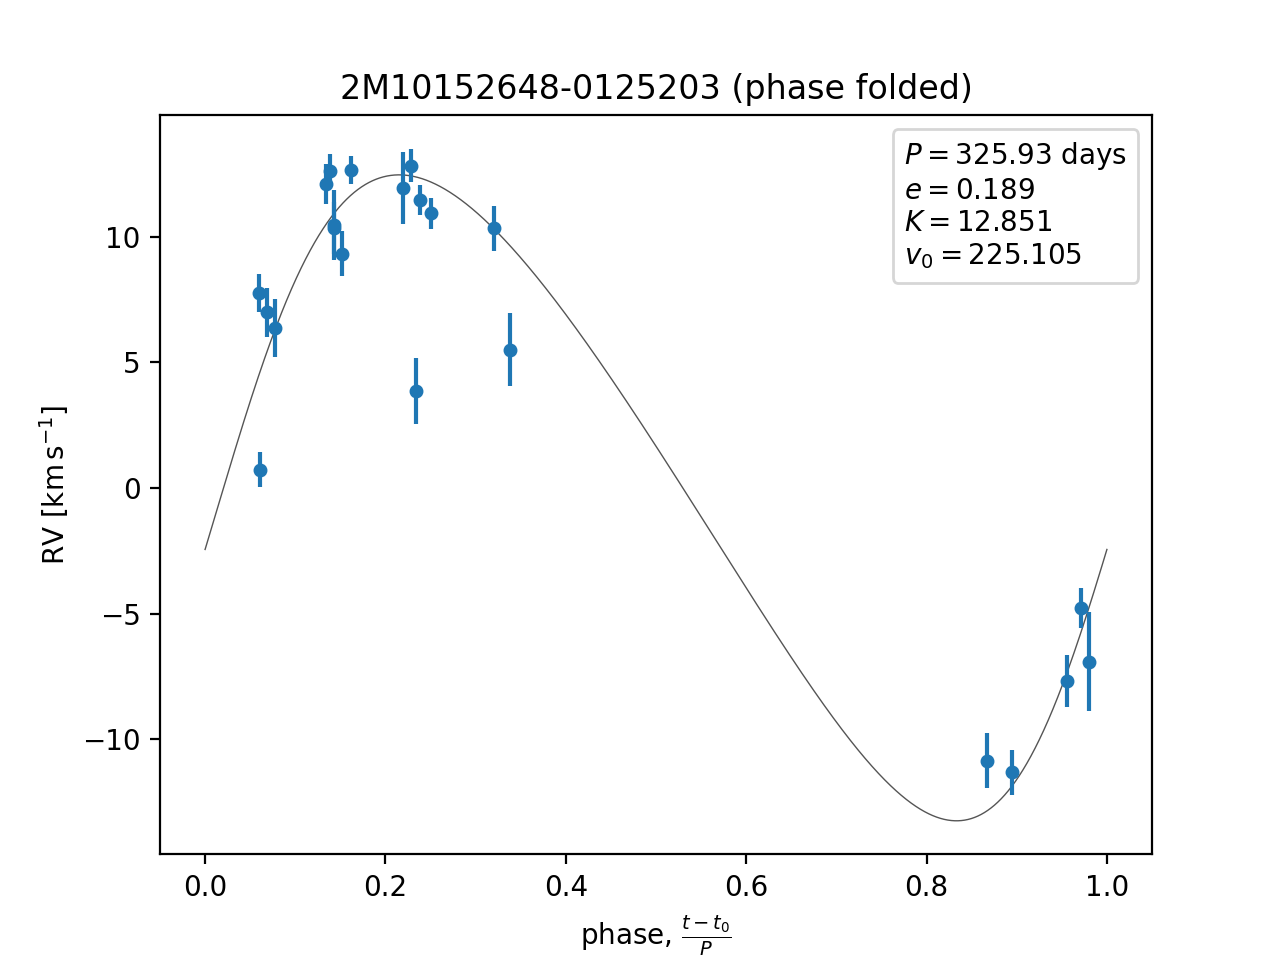 2M10152648-0125203 (phase folded)
P = 325.93 days
e = 0.189
K = 12.851
v₀ = 225.105
RV [km s⁻¹]
10
5
0
−5
−10
0.0 0.2 0.4 0.6 0.8 1.0
phase, (t − t₀)/P